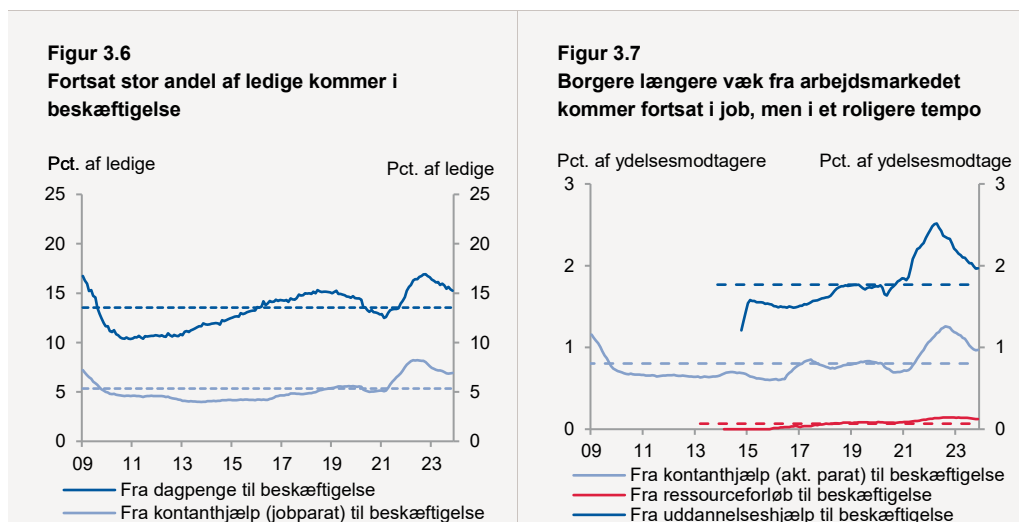 Figur 3.6
Fortsat stor andel af ledige kommer i
beskæftigelse
Pct. af ledige
Pct. af ledige
25
20
15
10
5
0
25
20
15
10
5
0
09 11 13 15 17 19 21 23
Fra dagpenge til beskæftigelse
Fra kontanthjælp (jobparat) til beskæftigelse
Figur 3.7
Borgere længere væk fra arbejdsmarkedet
kommer fortsat i job, men i et roligere tempo
Pct. af ydelsesmodtagere
Pct. af ydelsesmodtage
3
2
1
0
3
2
1
0
09 11 13 15 17 19 21 23
Fra kontanthjælp (akt. parat) til beskæftigelse
Fra ressourceforløb til beskæftigelse
Fra uddannelseshjælp til beskæftigelse